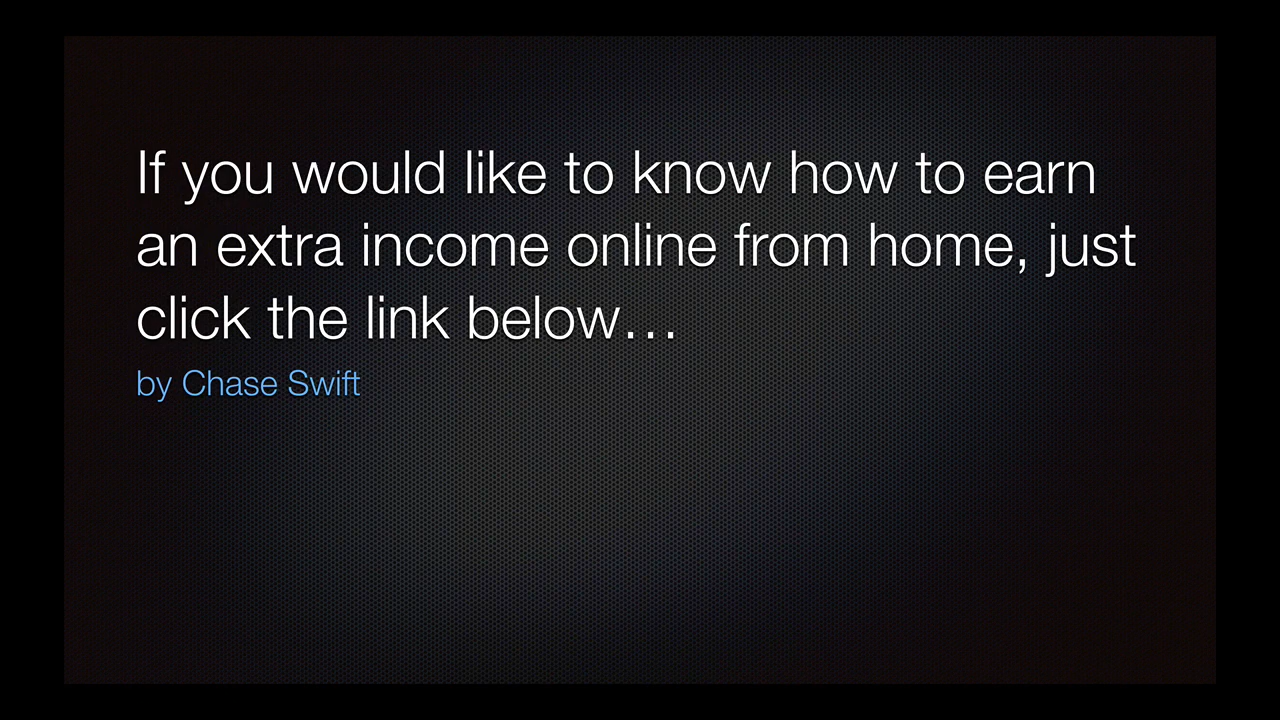 If you would like to know how to earn
an extra income online from home, just
click the link below…
by Chase Swift